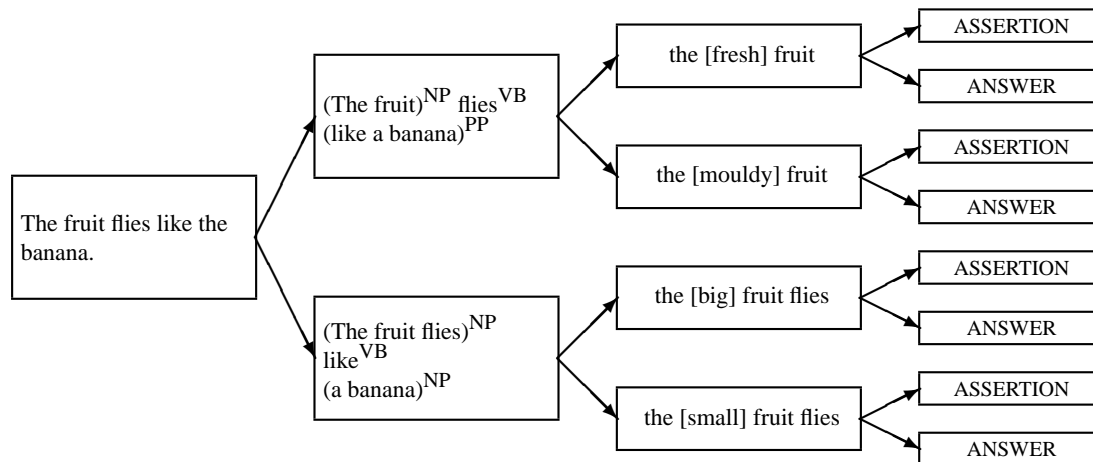 The fruit flies like the
banana.
(The fruit)^NP flies^VB
(like a banana)^PP
(The fruit flies)^NP
like^VB
(a banana)^NP
the [fresh] fruit
the [mouldy] fruit
the [big] fruit flies
the [small] fruit flies
ASSERTION
ANSWER
ASSERTION
ANSWER
ASSERTION
ANSWER
ASSERTION
ANSWER